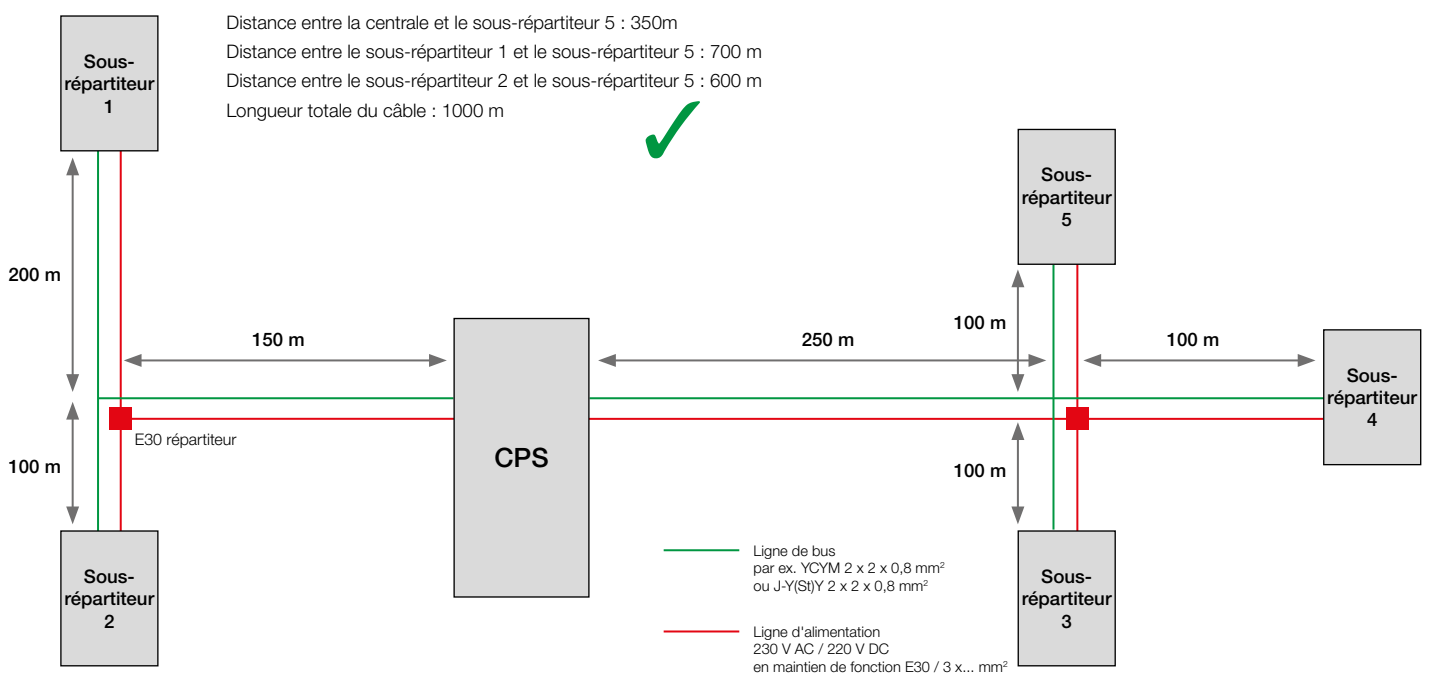 Distance entre la centrale et le sous-répartiteur 5 : 350m
Distance entre le sous-répartiteur 1 et le sous-répartiteur 5 : 700 m
Distance entre le sous-répartiteur 2 et le sous-répartiteur 5 : 600 m
Longueur totale du câble : 1000 m
Sous-
répartiteur
1
Sous-
répartiteur
5
200 m
150 m
250 m
100 m
100 m
Sous-
répartiteur
4
E30 répartiteur
CPS
100 m
100 m
Sous-
répartiteur
2
Ligne de bus
par ex. YCYM 2 x 2 x 0,8 mm²
ou J-Y(St)Y 2 x 2 x 0,8 mm²
Sous-
répartiteur
3
Ligne d'alimentation
230 V AC / 220 V DC
en maintien de fonction E30 / 3 x... mm²